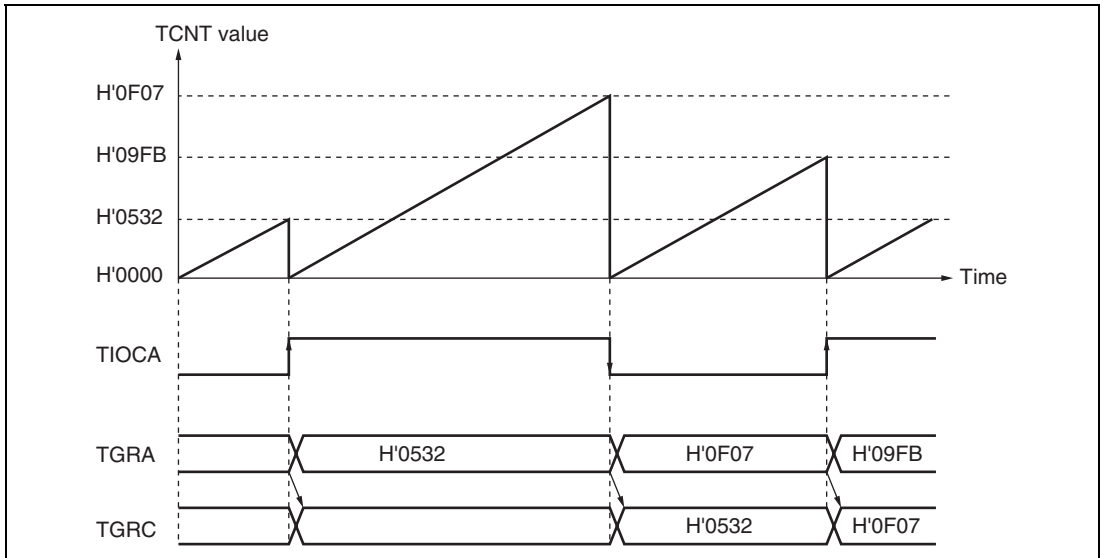 TCNT value
H'0F07
H'09FB
H'0532
H'0000
Time
TIOCA
TGRA
H'0532
H'0F07
H'09FB
TGRC
H'0532
H'0F07